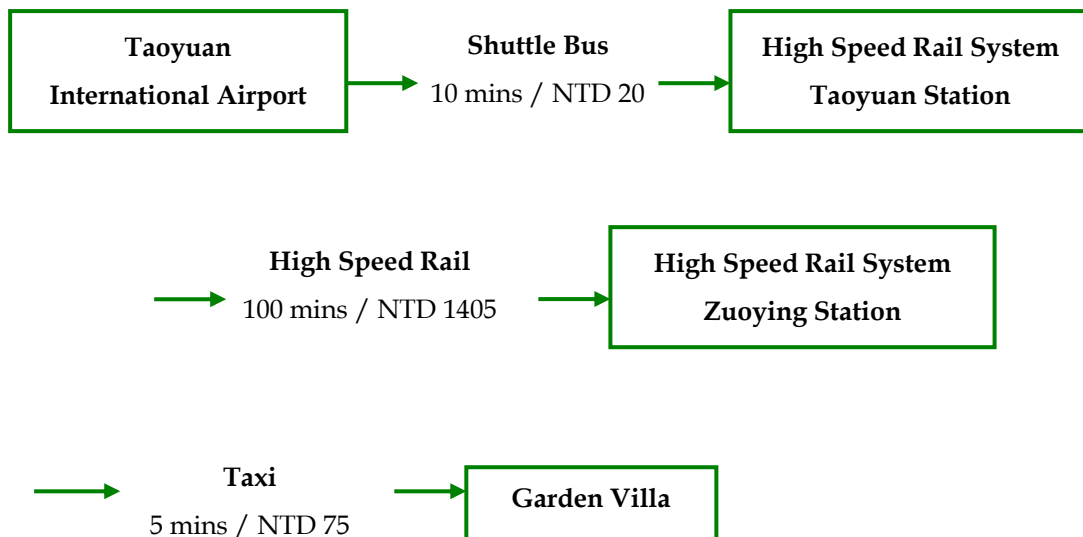 Taoyuan
International Airport
Shuttle Bus
10 mins / NTD 20
High Speed Rail System
Taoyuan Station
High Speed Rail
100 mins / NTD 1405
High Speed Rail System
Zuoying Station
Taxi
5 mins / NTD 75
Garden Villa